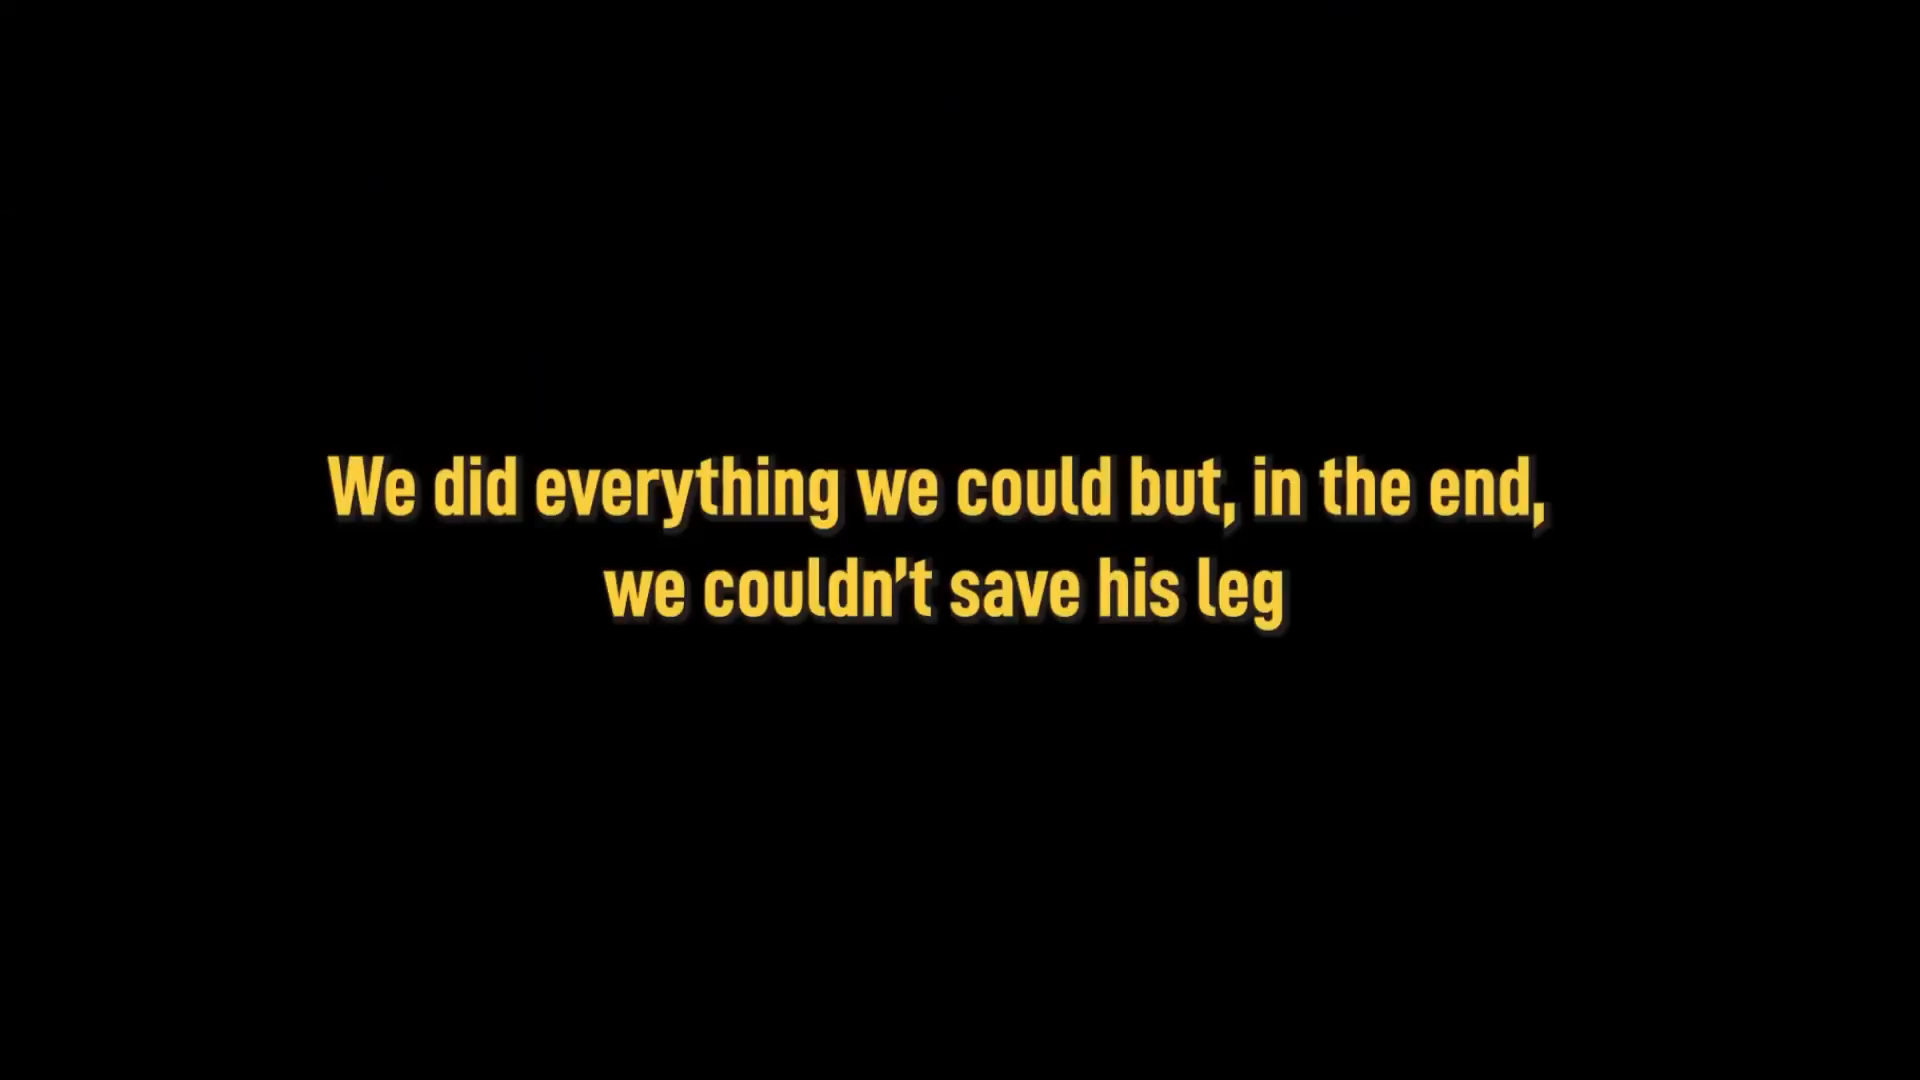 We did everything we could but, in the end,
we couldn't save his leg